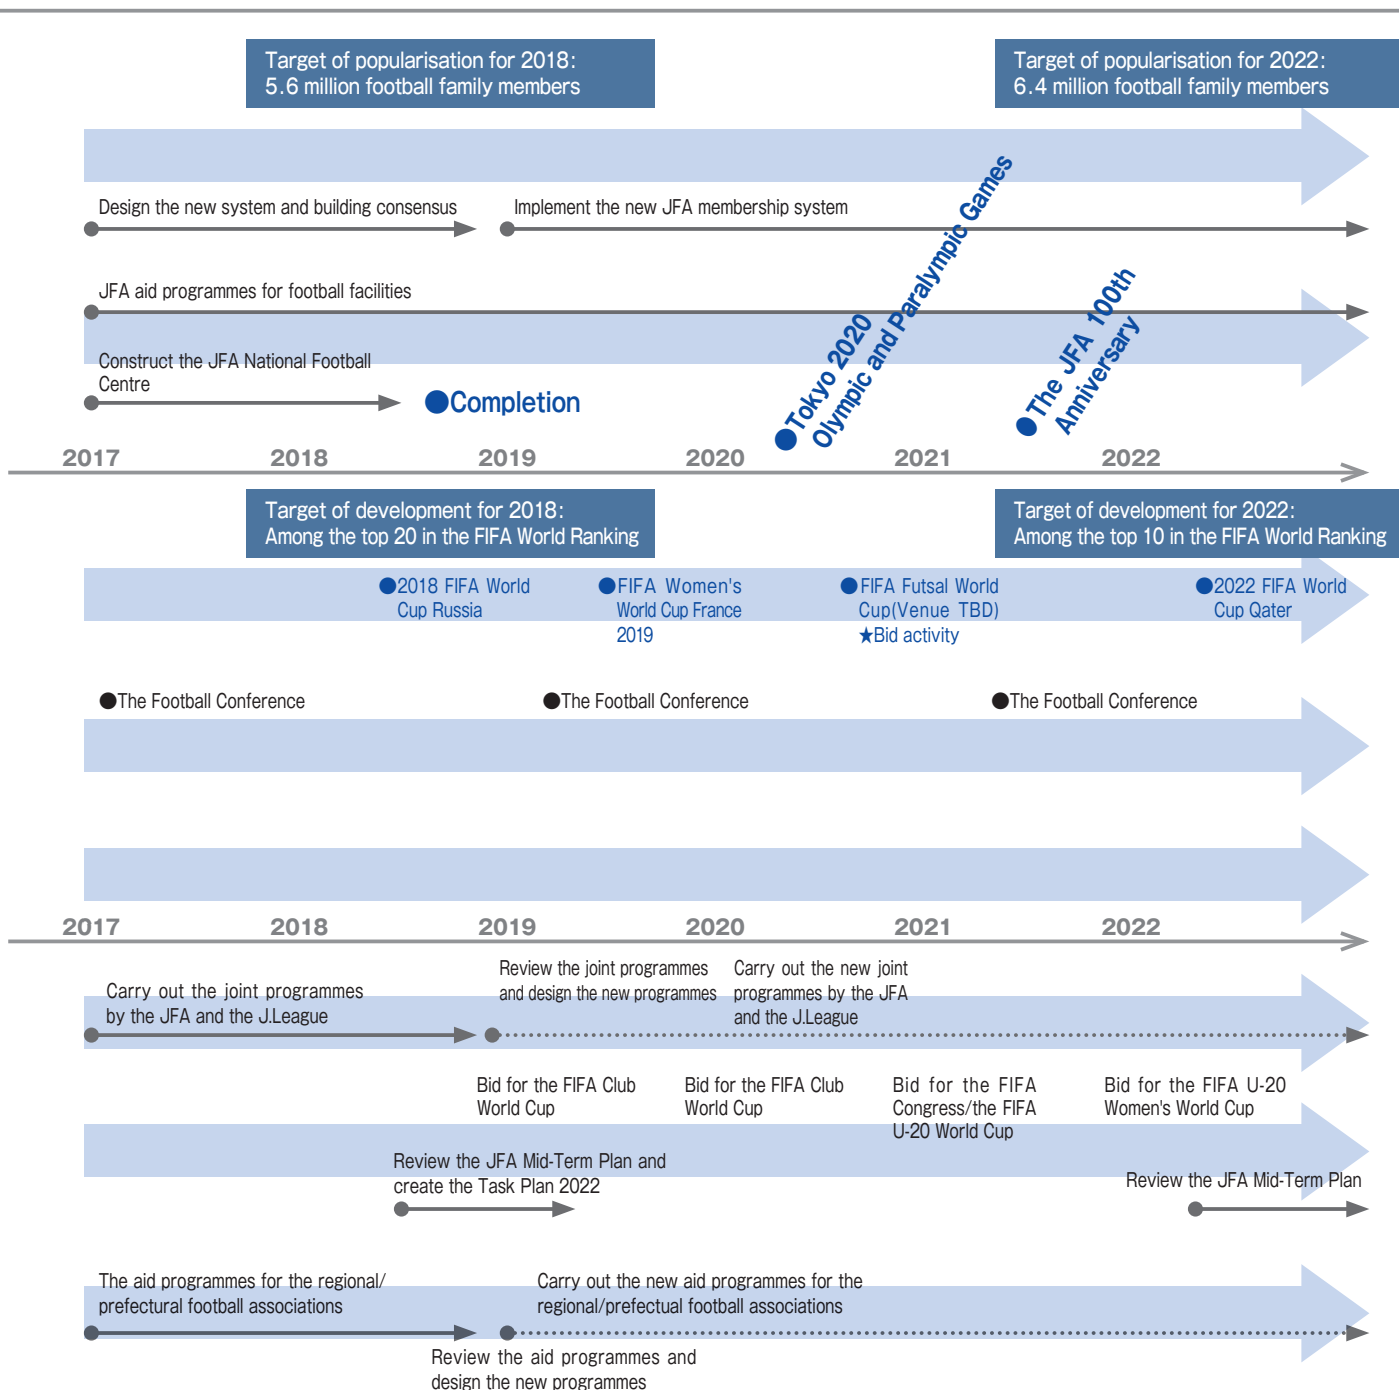 Target of popularisation for 2018:
5.6 million football family members
Target of popularisation for 2022:
6.4 million football family members
Design the new system and building consensus
Implement the new JFA membership system
JFA aid programmes for football facilities
Construct the JFA National Football
Centre
●Completion
●Tokyo 2020
Olympic and Paralympic Games
●The JFA 100th
Anniversary
2017 2018 2019 2020 2021 2022
Target of development for 2018:
Among the top 20 in the FIFA World Ranking
Target of development for 2022:
Among the top 10 in the FIFA World Ranking
●2018 FIFA World
Cup Russia
●FIFA Women's
World Cup France
2019
●FIFA Futsal World
Cup(Venue TBD)
★Bid activity
●2022 FIFA World
Cup Qater
●The Football Conference
●The Football Conference
●The Football Conference
2017 2018 2019 2020 2021 2022
Carry out the joint programmes
by the JFA and the J.League
Review the joint programmes
and design the new programmes
Carry out the new joint
programmes by the JFA
and the J.League
Bid for the FIFA Club
World Cup
Bid for the FIFA Club
World Cup
Bid for the FIFA
Congress/the FIFA
U-20 World Cup
Bid for the FIFA U-20
Women's World Cup
Review the JFA Mid-Term Plan and
create the Task Plan 2022
Review the JFA Mid-Term Plan
The aid programmes for the regional/
prefectural football associations
Carry out the new aid programmes for the
regional/prefectual football associations
Review the aid programmes and
design the new programmes